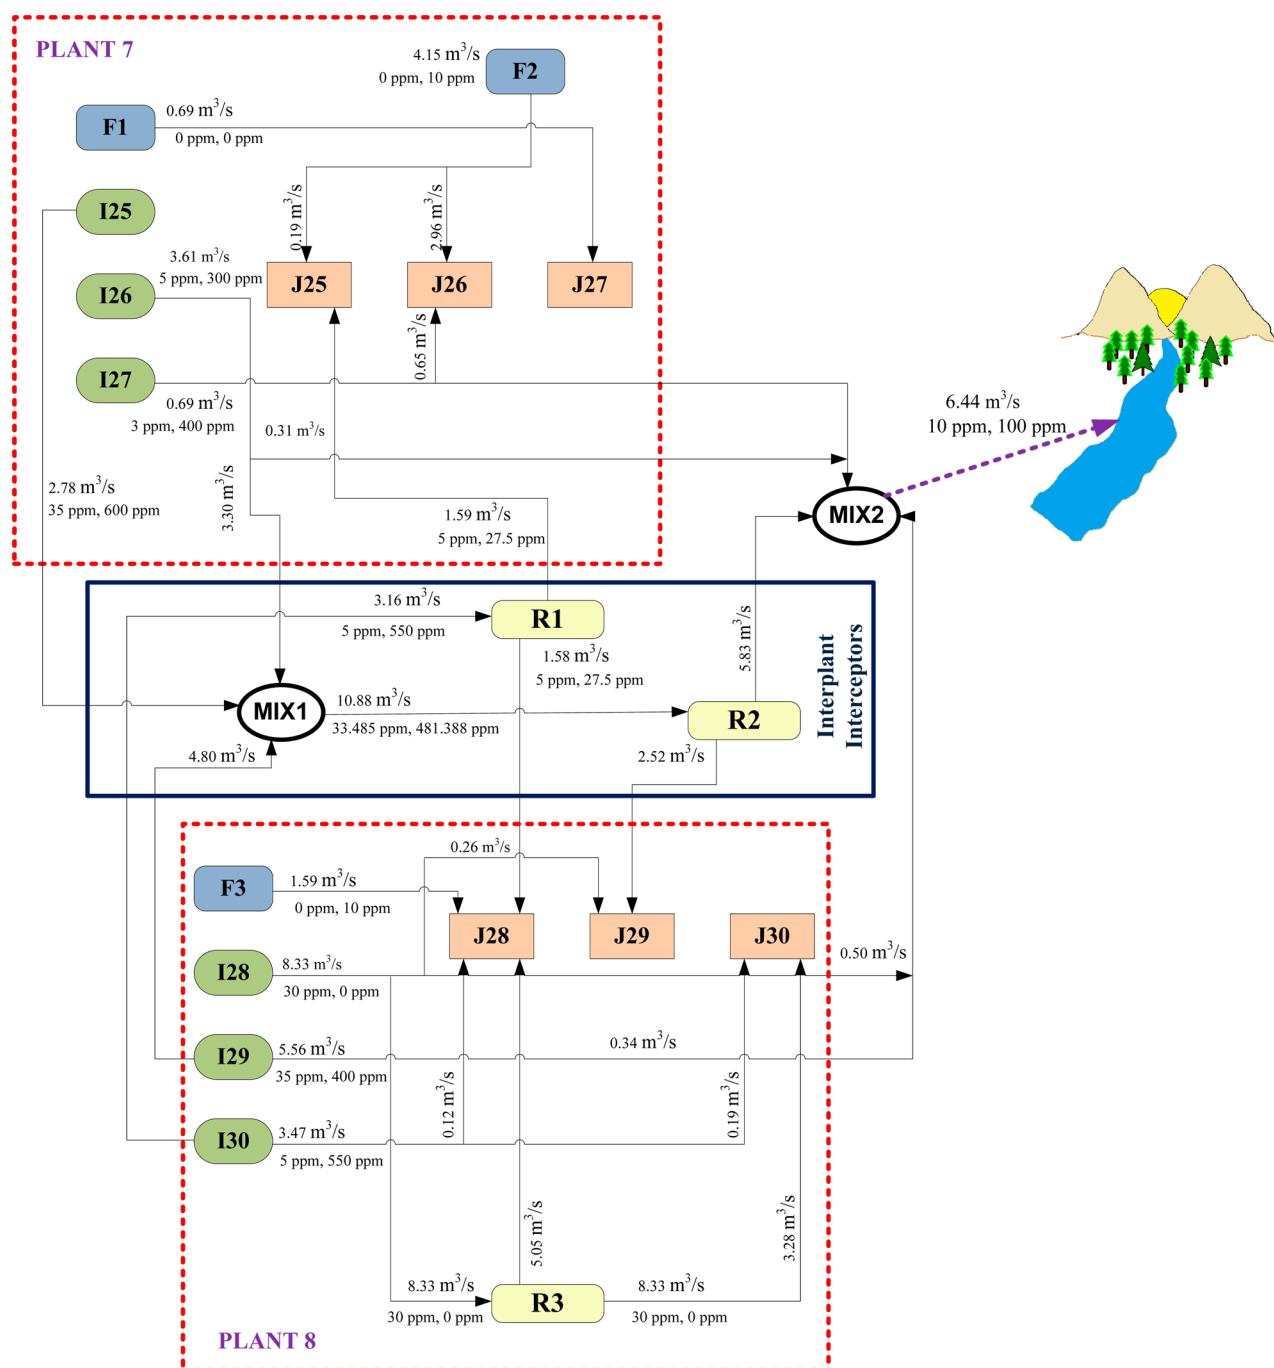 PLANT 7
4.15 m³/s
0 ppm, 10 ppm
F2
F1
0.69 m³/s
0 ppm, 0 ppm
I25
0.19 m³/s
2.96 m³/s
3.61 m³/s
5 ppm, 300 ppm
I26
J25
J26
J27
I27
0.65 m³/s
0.69 m³/s
3 ppm, 400 ppm
0.31 m³/s
6.44 m³/s
10 ppm, 100 ppm
2.78 m³/s
35 ppm, 600 ppm
3.30 m³/s
1.59 m³/s
5 ppm, 27.5 ppm
MIX2
3.16 m³/s
5 ppm, 550 ppm
R1
1.58 m³/s
5 ppm, 27.5 ppm
5.83 m³/s
Interplant
Interceptors
MIX1
10.88 m³/s
33.485 ppm, 481.388 ppm
R2
4.80 m³/s
2.52 m³/s
0.26 m³/s
F3
1.59 m³/s
0 ppm, 10 ppm
J28
J29
J30
I28
8.33 m³/s
30 ppm, 0 ppm
0.50 m³/s
I29
5.56 m³/s
35 ppm, 400 ppm
0.34 m³/s
0.12 m³/s
0.19 m³/s
I30
3.47 m³/s
5 ppm, 550 ppm
5.05 m³/s
3.28 m³/s
8.33 m³/s
30 ppm, 0 ppm
R3
8.33 m³/s
30 ppm, 0 ppm
PLANT 8